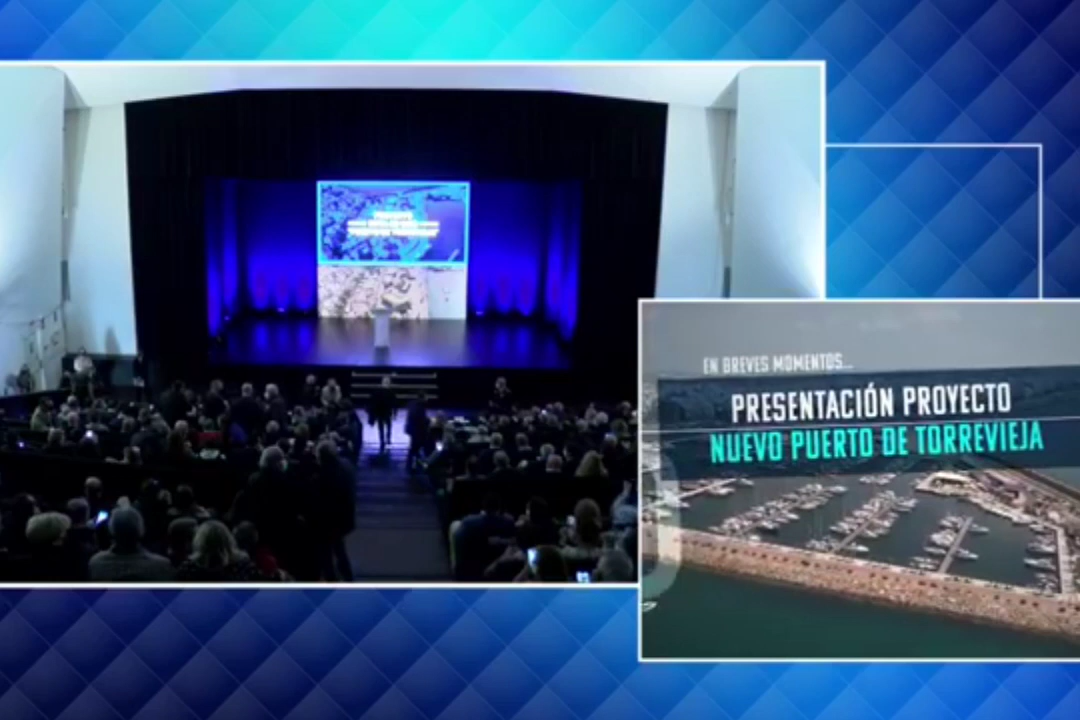 EN BREVES MOMENTOS...
PRESENTACIÓN PROYECTO
NUEVO PUERTO DE TORREVIEJA